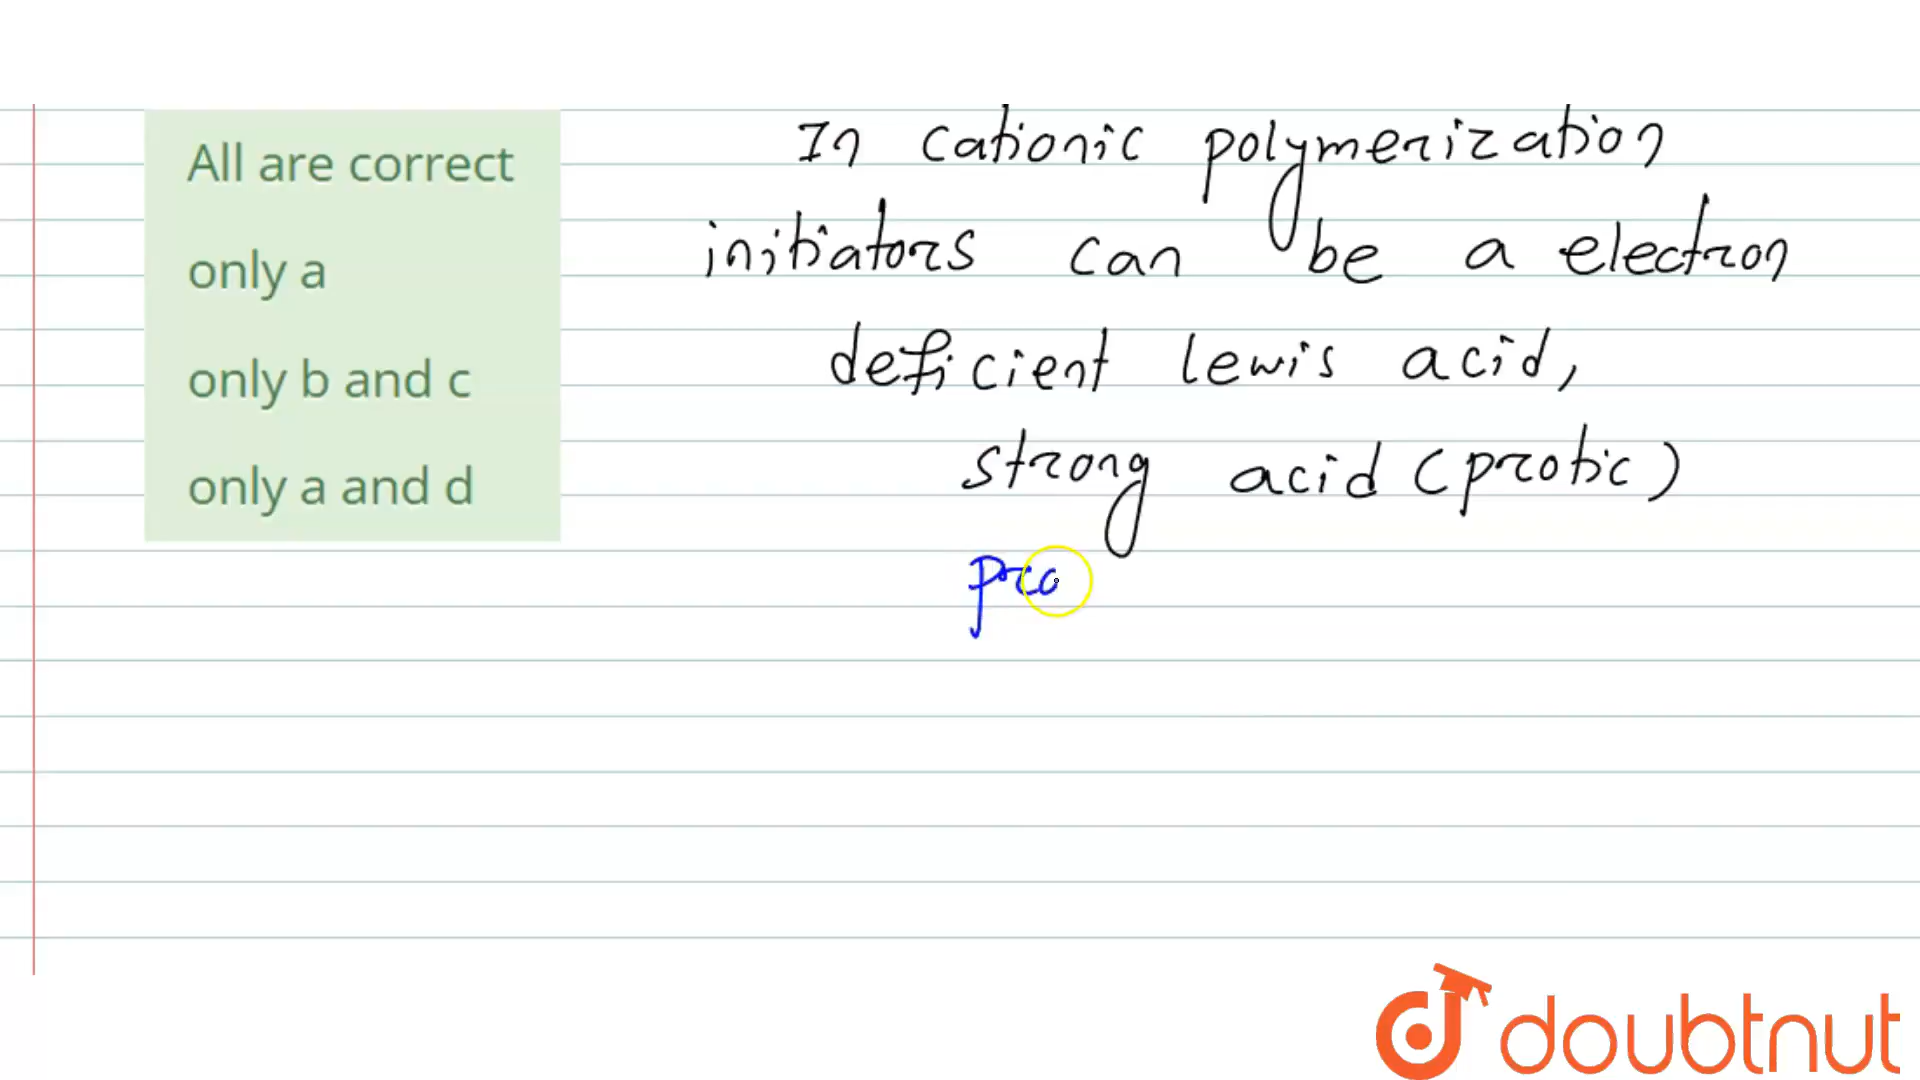 All are correct
only a
only b and c
only a and d
In cationic polymerization
initiators can be a electron
deficient lewis acid,
strong acid (protic)
pro
doubtnut